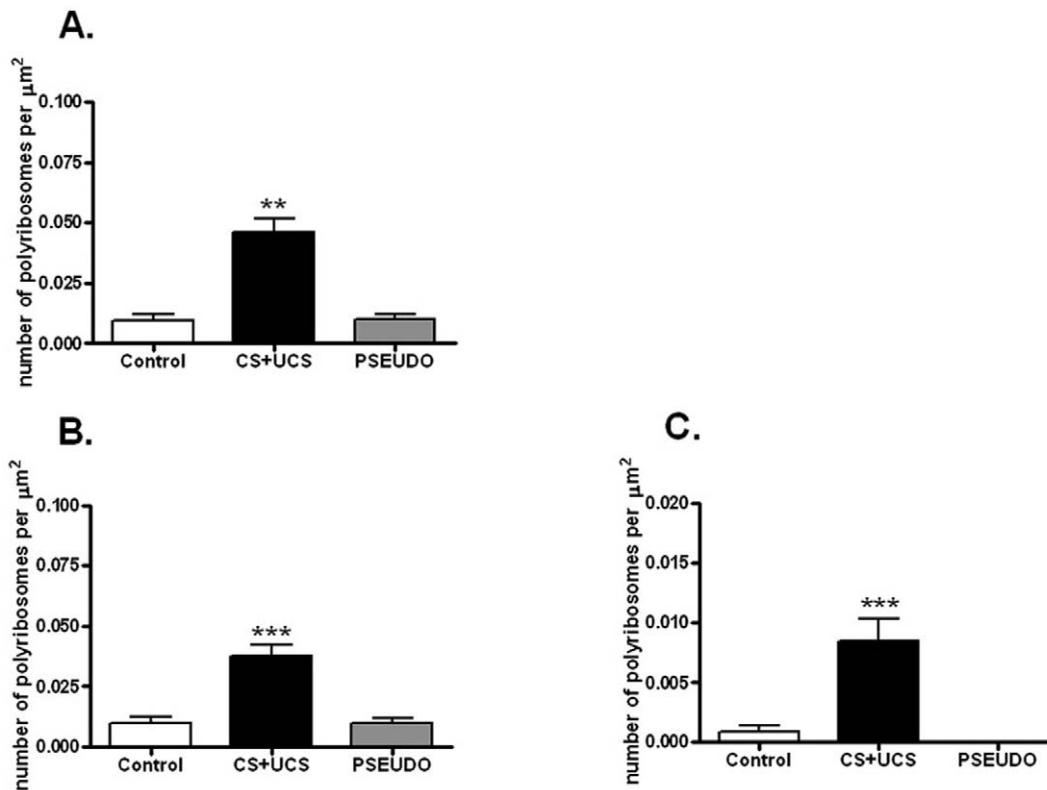 A.
number of polyribosomes per μm²
0.100
0.075
0.050
0.025
0.000
**
Control CS+UCS PSEUDO
B.
number of polyribosomes per μm²
0.100
0.075
0.050
0.025
0.000
***
Control CS+UCS PSEUDO
C.
number of polyribosomes per μm²
0.020
0.015
0.010
0.005
0.000
***
Control CS+UCS PSEUDO